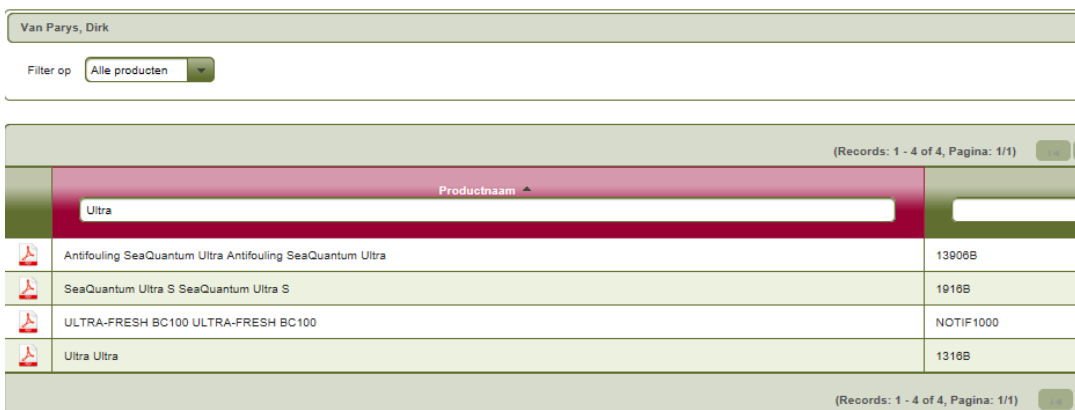 Van Parys, Dirk
Filter op Alle producten
(Records: 1 - 4 of 4, Pagina: 1/1)
Productnaam
Ultra
Antifouling SeaQuantum Ultra Antifouling SeaQuantum Ultra 13906B
SeaQuantum Ultra S SeaQuantum Ultra S 1916B
ULTRA-FRESH BC100 ULTRA-FRESH BC100 NOTIF1000
Ultra Ultra 1316B
(Records: 1 - 4 of 4, Pagina: 1/1)